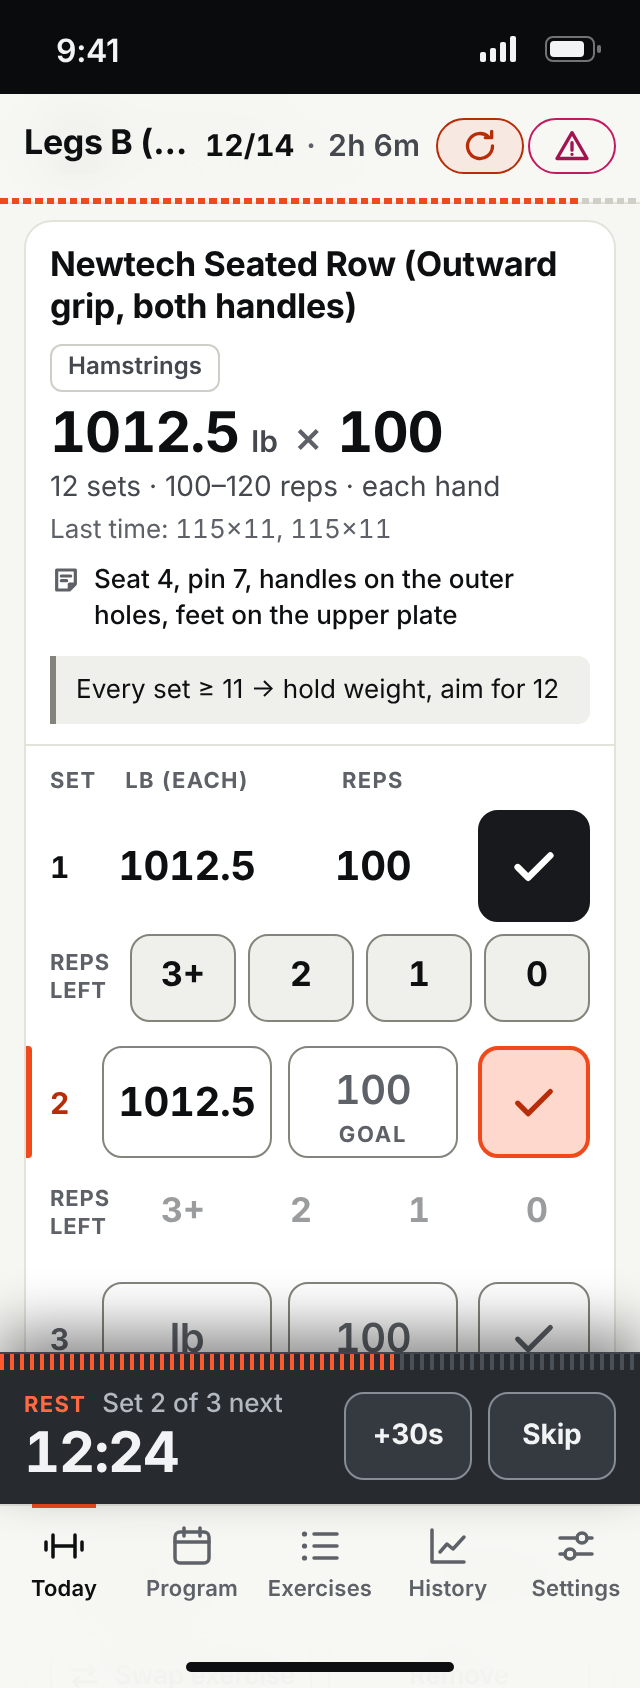 9:41
Legs B (... 12/14 · 2h 6m
Newtech Seated Row (Outward
grip, both handles)
Hamstrings
1012.5 lb × 100
12 sets · 100–120 reps · each hand
Last time: 115×11, 115×11
Seat 4, pin 7, handles on the outer
holes, feet on the upper plate
Every set ≥ 11 → hold weight, aim for 12
SET LB (EACH) REPS
1 1012.5 100
REPS LEFT 3+ 2 1 0
2 1012.5 100 GOAL
REPS LEFT 3+ 2 1 0
3 lb 100
REST Set 2 of 3 next
12:24 +30s Skip
Today Program Exercises History Settings
Swap exercise Remove